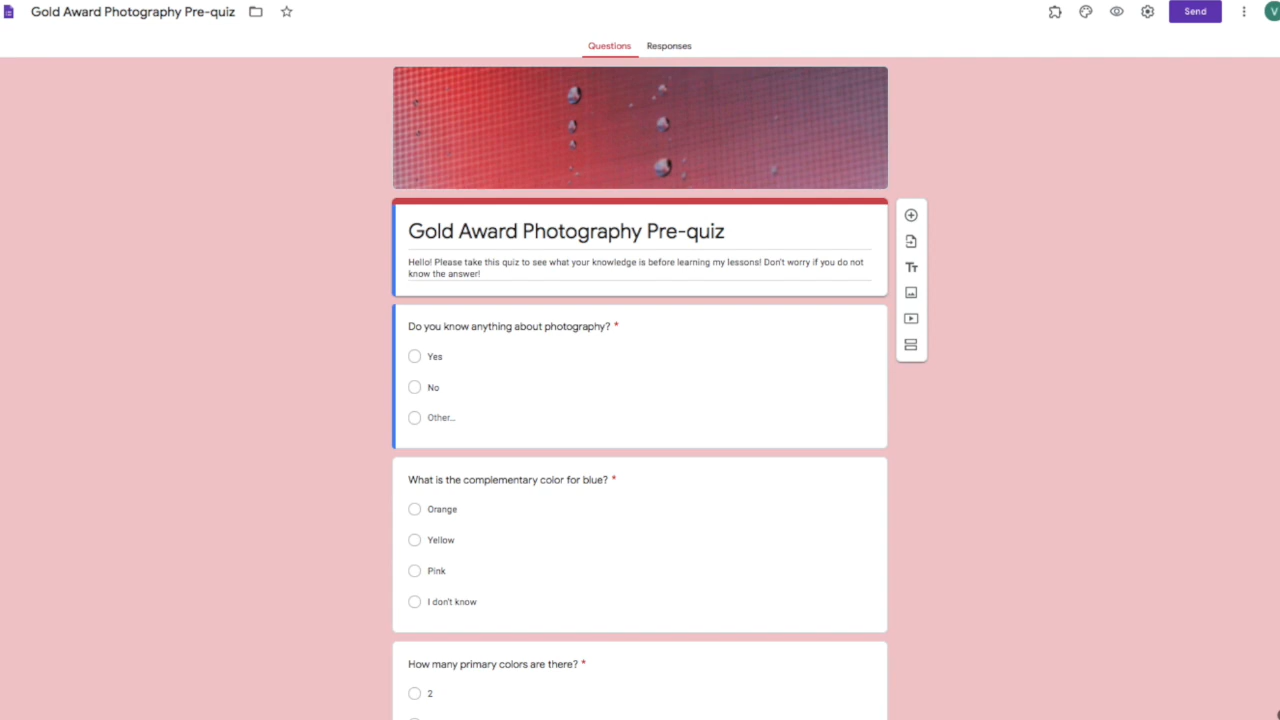 Gold Award Photography Pre-quiz
Send
V
Questions Responses
Gold Award Photography Pre-quiz
Hello! Please take this quiz to see what your knowledge is before learning my lessons! Don't worry if you do not
know the answer!
Tт
Do you know anything about photography? *
Yes
No
Other...
What is the complementary color for blue? *
Orange
Yellow
Pink
I don't know
How many primary colors are there? *
2